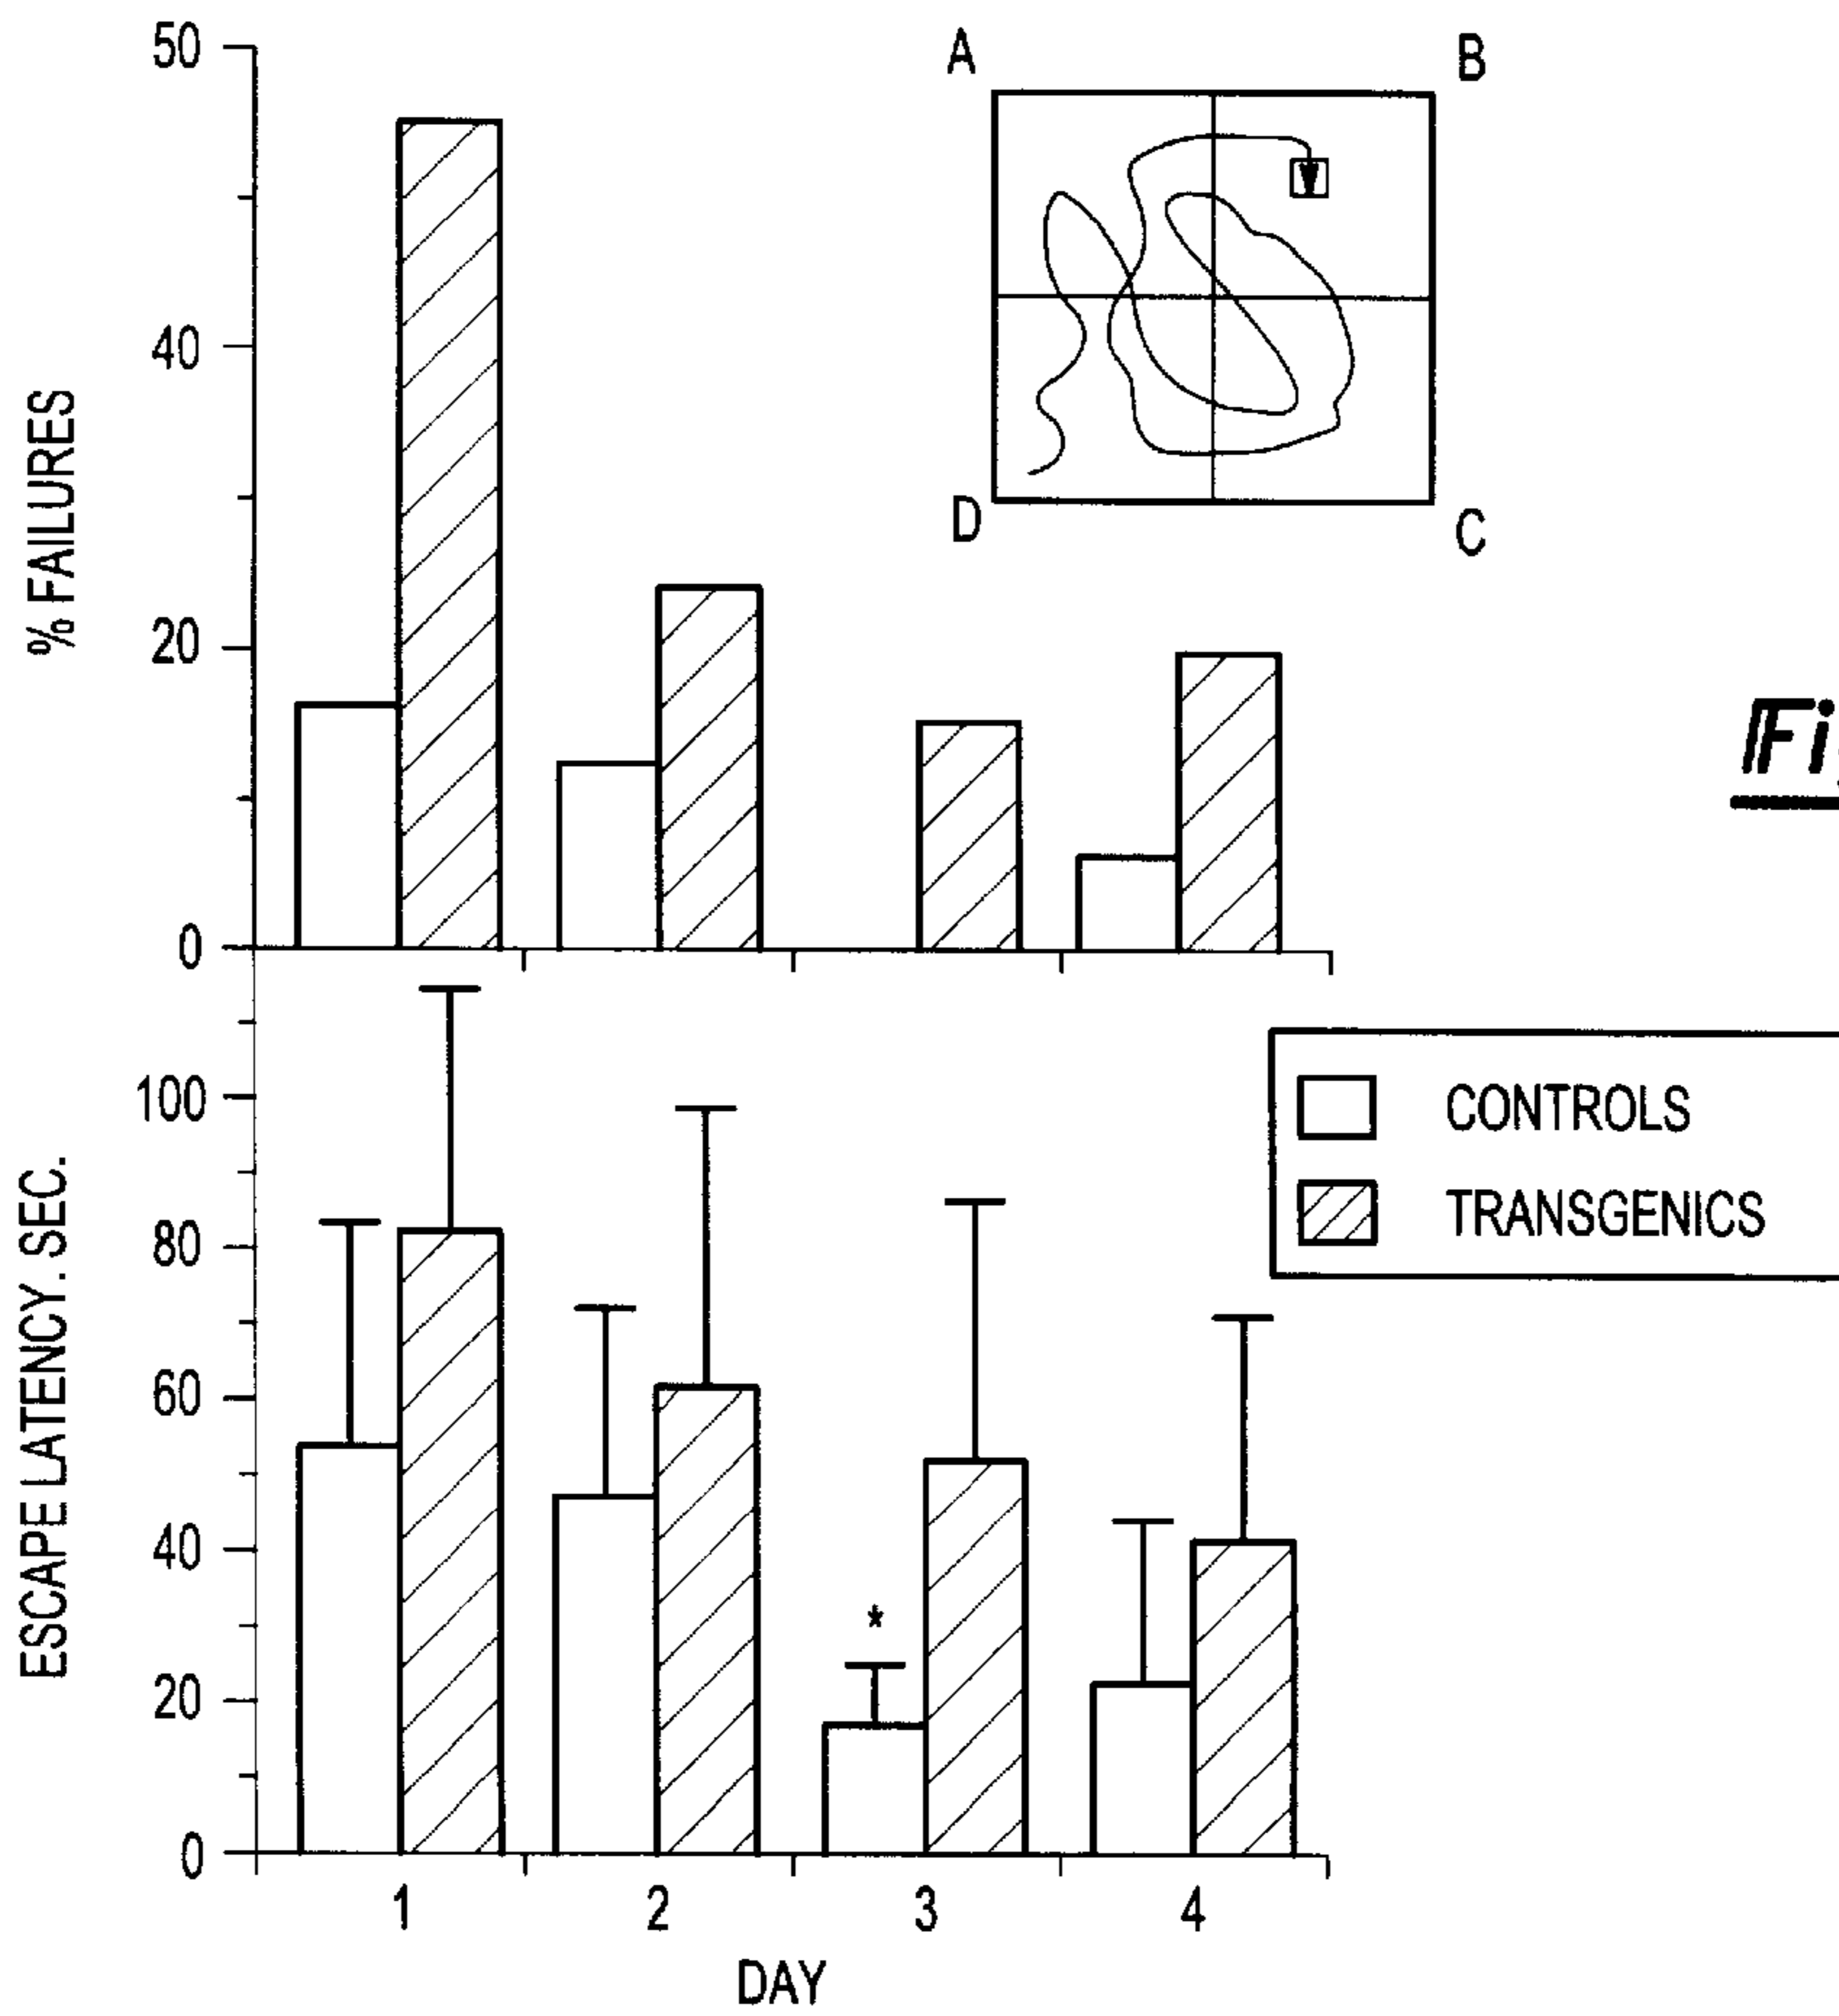 50
40
20
0
% FAILURES
A
B
D
C
Fi
100
80
60
40
20
0
ESCAPE LATENCY. SEC.
*
CONTROLS
TRANSGENICS
1 2 3 4
DAY